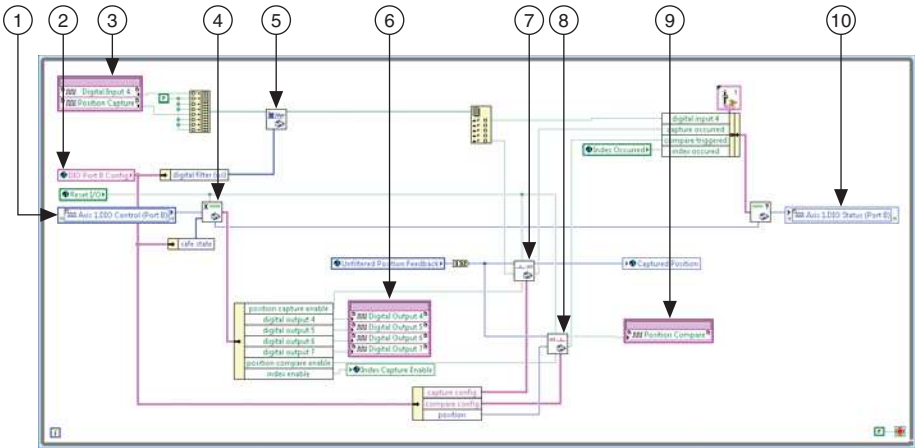 1 2 3 4 5 6 7 8 9 10
Digital Input 4
Position Capture
F
digital input 4
capture occurred
compare triggered
index occured
Index Occurred
DIO Port B Config
digital filter (us)
Reset I/O
Axis 1.DIO Control (Port B)
Axis 1.DIO Status (Port B)
safe state
Unfiltered Position Feedback
I32
Captured Position
position capture enable
digital output 4
digital output 5
digital output 6
digital output 7
position compare enable
index enable
Digital Output 4
Digital Output 5
Digital Output 6
Digital Output 7
Position Compare
Index Capture Enable
capture config
compare config
position
i
F